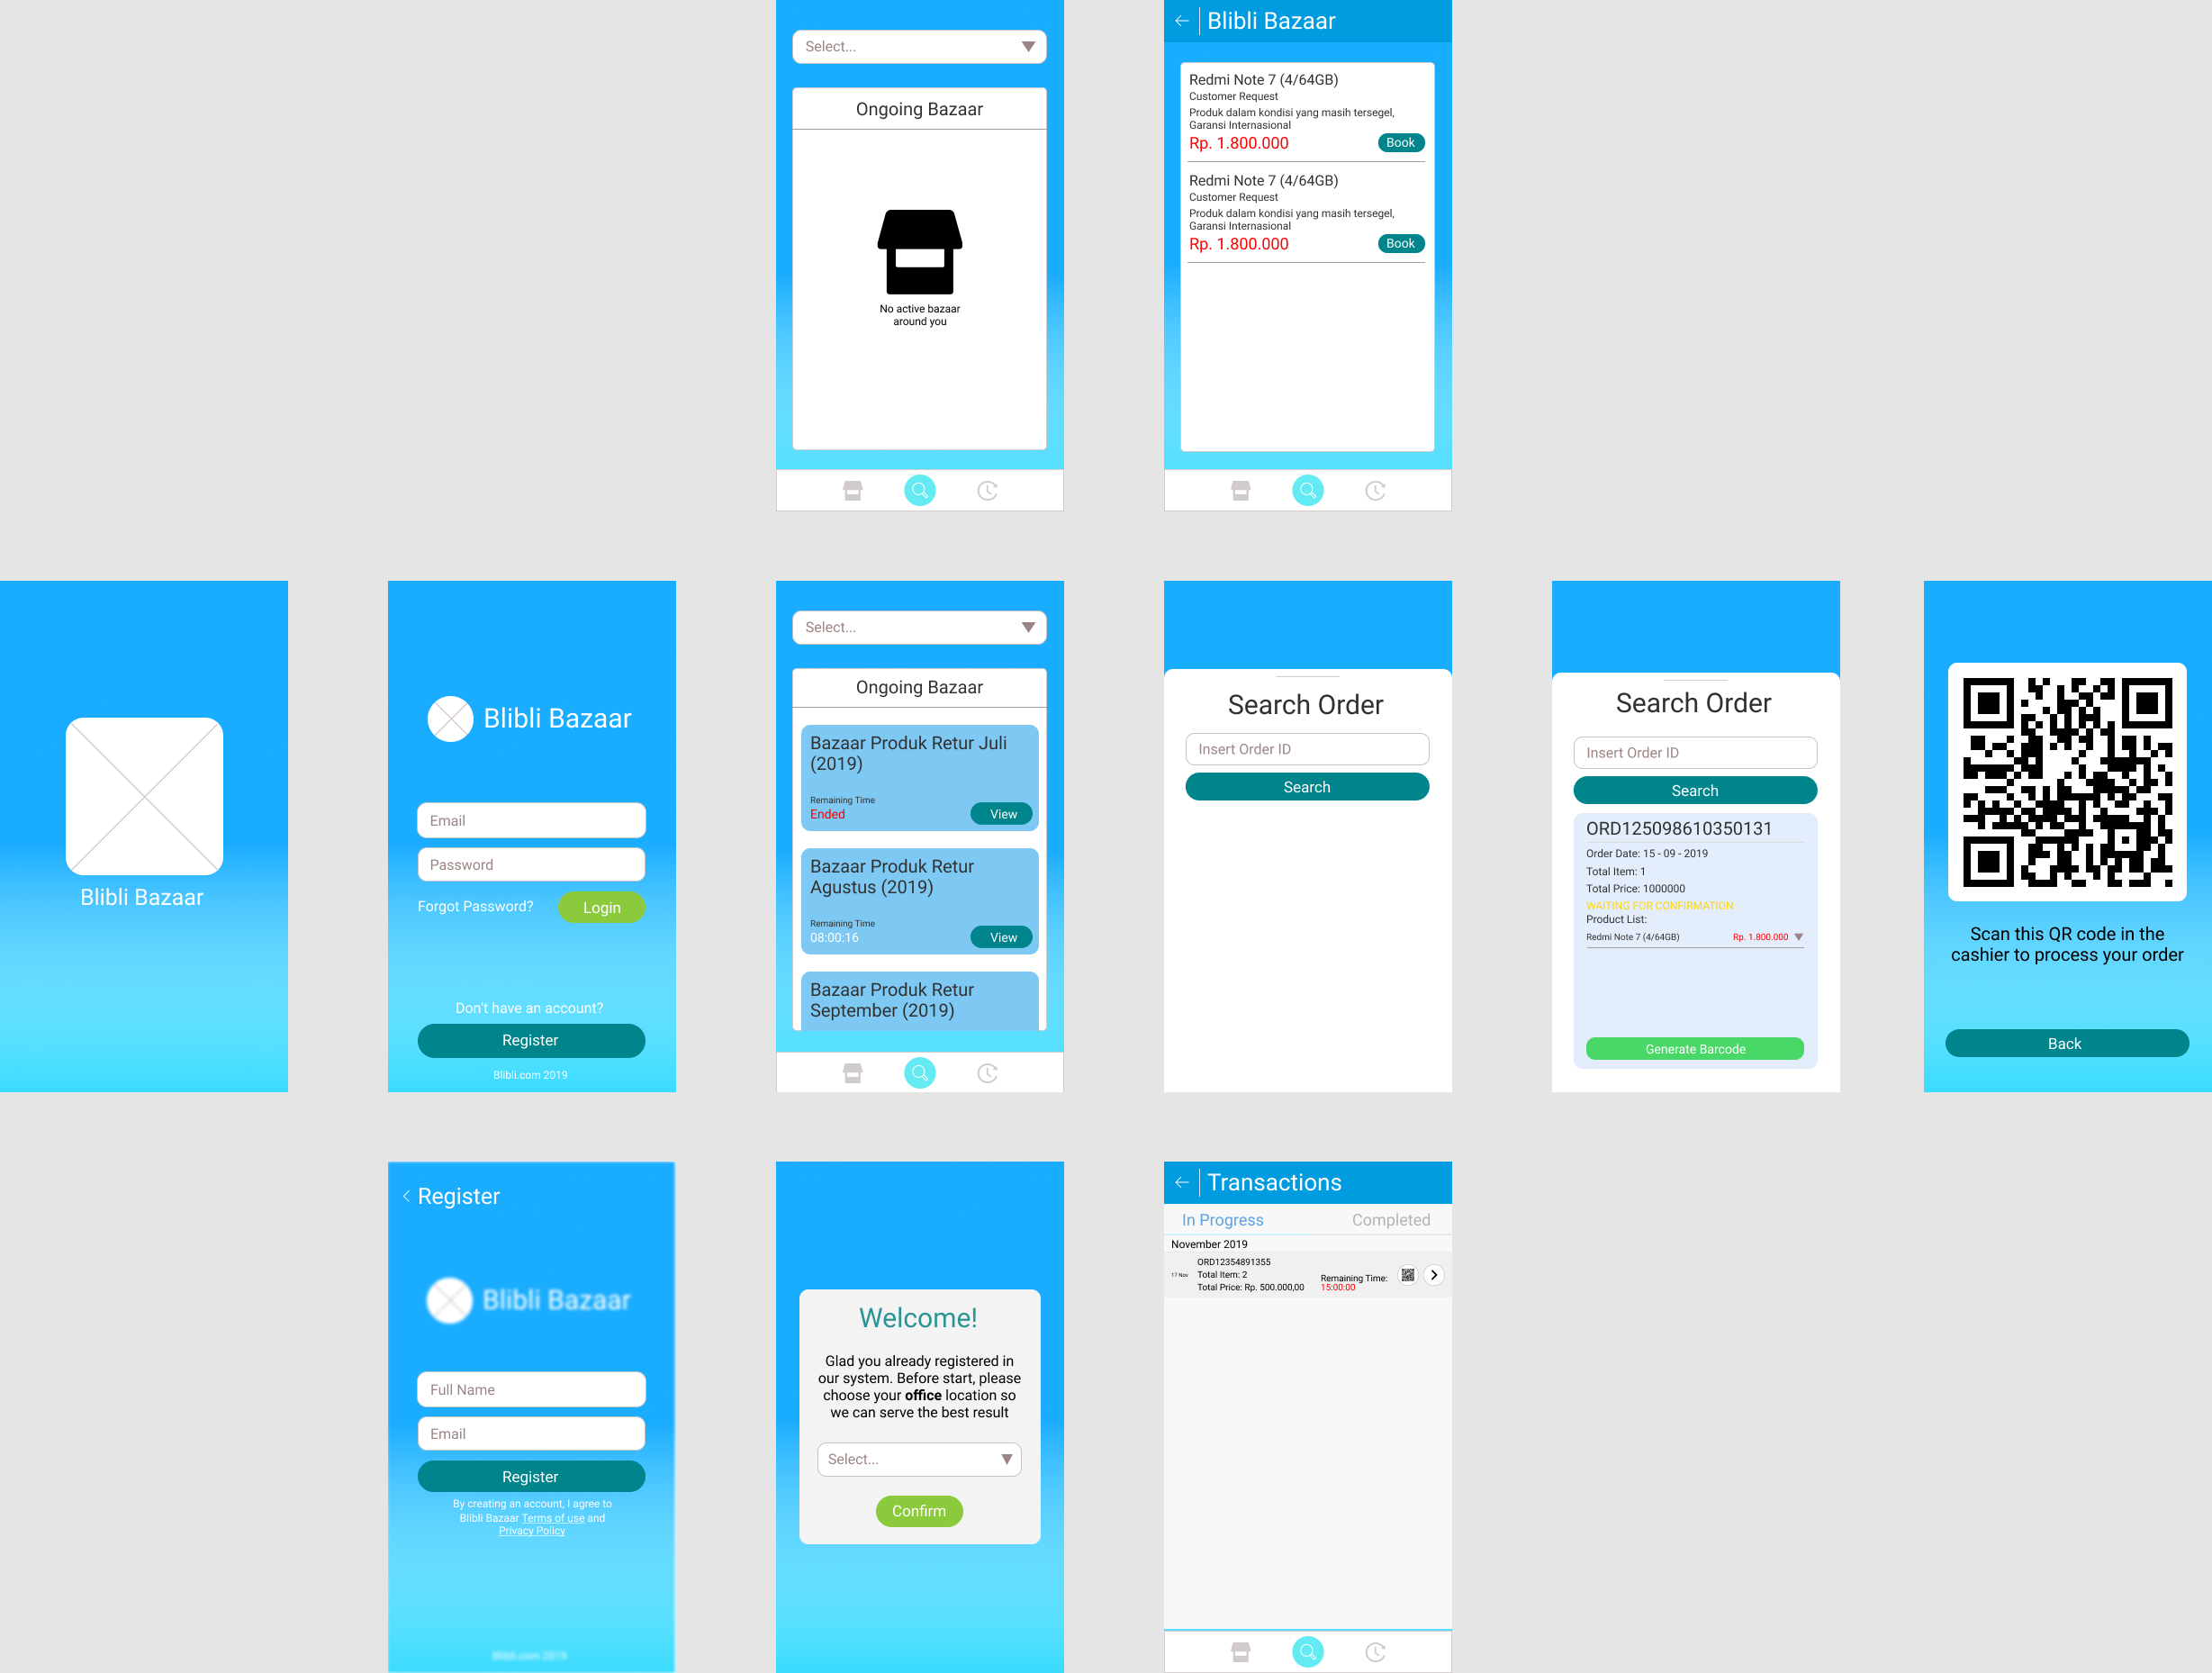 Select...
Ongoing Bazaar
No active bazaar
around you
Blibli Bazaar
Redmi Note 7 (4/64GB)
Customer Request
Produk dalam kondisi yang masih tersegel,
Garansi Internasional
Rp. 1.800.000
Book
Redmi Note 7 (4/64GB)
Customer Request
Produk dalam kondisi yang masih tersegel,
Garansi Internasional
Rp. 1.800.000
Book
Blibli Bazaar
Blibli Bazaar
Email
Password
Forgot Password?
Login
Don't have an account?
Register
Blibli.com 2019
Select...
Ongoing Bazaar
Bazaar Produk Retur Juli
(2019)
Remaining Time
Ended
View
Bazaar Produk Retur
Agustus (2019)
Remaining Time
08:00:16
View
Bazaar Produk Retur
September (2019)
Search Order
Insert Order ID
Search
Search Order
Insert Order ID
Search
ORD125098610350131
Order Date: 15 - 09 - 2019
Total Item: 1
Total Price: 1000000
WAITING FOR CONFIRMATION
Product List:
Redmi Note 7 (4/64GB)
Rp. 1.800.000
Generate Barcode
Scan this QR code in the
cashier to process your order
Back
Register
Blibli Bazaar
Full Name
Email
Register
By creating an account, I agree to
Blibli Bazaar Terms of use and
Privacy Policy
Blibli.com 2019
Welcome!
Glad you already registered in
our system. Before start, please
choose your office location so
we can serve the best result
Select...
Confirm
Transactions
In Progress
Completed
November 2019
17 Nov
ORD12354891355
Total Item: 2
Total Price: Rp. 500.000,00
Remaining Time:
15:00:00